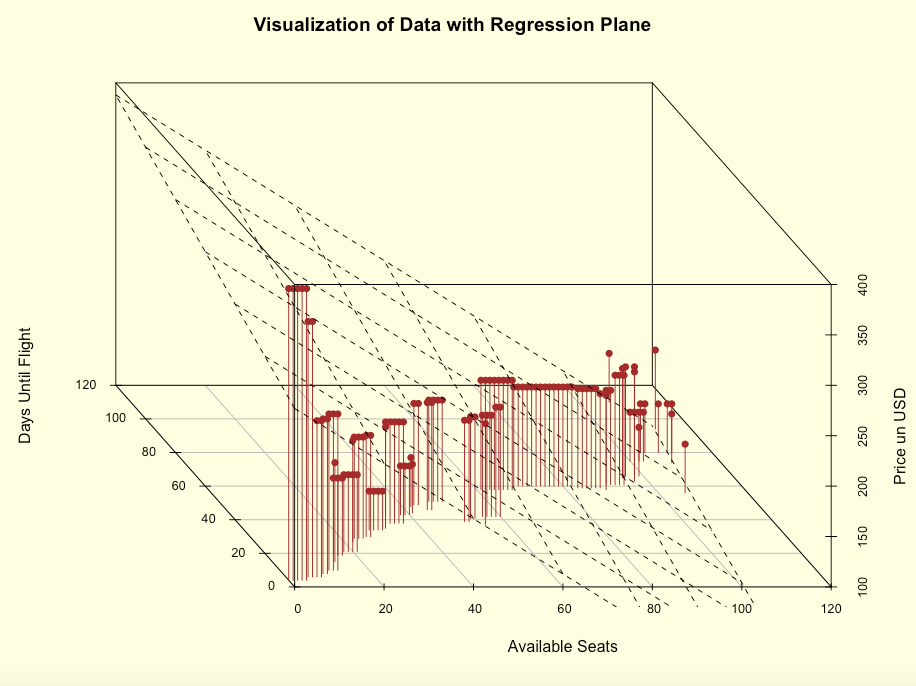 Visualization of Data with Regression Plane
Days Until Flight
120
100
80
60
40
20
0
0 20 40 60 80 100 120
Available Seats
400
350
300
250
200
150
100
Price un USD